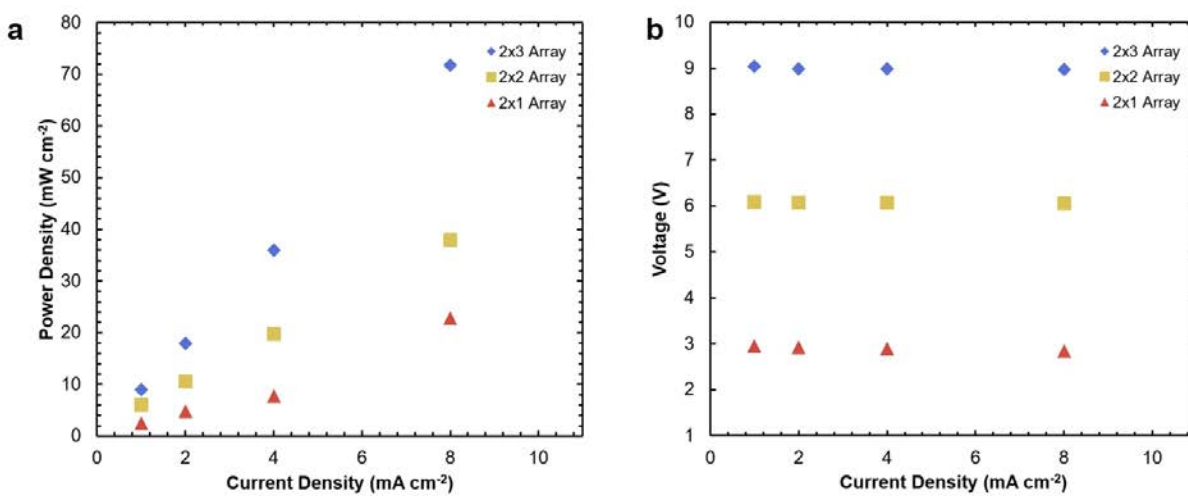 a
80
70
60
50
40
30
20
10
0
Power Density (mW cm⁻²)
2x3 Array
2x2 Array
2x1 Array
0 2 4 6 8 10
Current Density (mA cm⁻²)
b
10
9
8
7
6
5
4
3
2
1
Voltage (V)
2x3 Array
2x2 Array
2x1 Array
0 2 4 6 8 10
Current Density (mA cm⁻²)